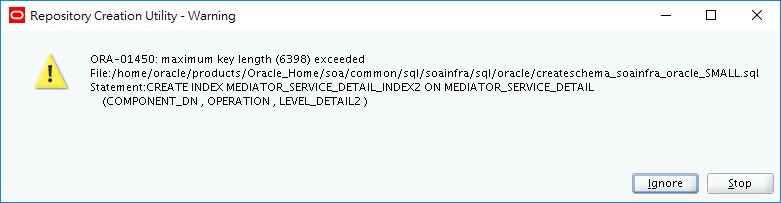 Repository Creation Utility - Warning
ORA-01450: maximum key length (6398) exceeded
File:/home/oracle/products/Oracle_Home/soa/common/sql/soainfra/sql/oracle/createschema_soainfra_oracle_SMALL.sql
Statement:CREATE INDEX MEDIATOR_SERVICE_DETAIL_INDEX2 ON MEDIATOR_SERVICE_DETAIL
(COMPONENT_DN , OPERATION , LEVEL_DETAIL2 )
Ignore Stop